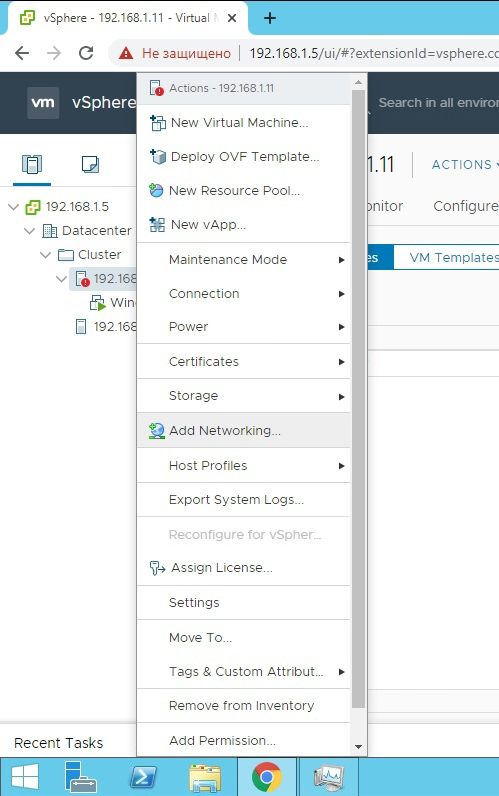 vSphere - 192.168.1.11 - Virtual
Не защищено
192.168.1.5/ui/#?extensionId=vsphere.co
vm
vSphere
Search in all enviro
Actions - 192.168.1.11
New Virtual Machine...
Deploy OVF Template...
New Resource Pool...
New vApp...
Maintenance Mode
Connection
Power
Certificates
Storage
Add Networking...
Host Profiles
Export System Logs...
Reconfigure for vSpher...
Assign License...
Settings
Move To...
Tags & Custom Attribut...
Remove from Inventory
Add Permission...
192.168.1.5
Datacenter
Cluster
192.168
Win
192.168
1.11
ACTIONS
onitor
Configure
es
VM Templates
Recent Tasks